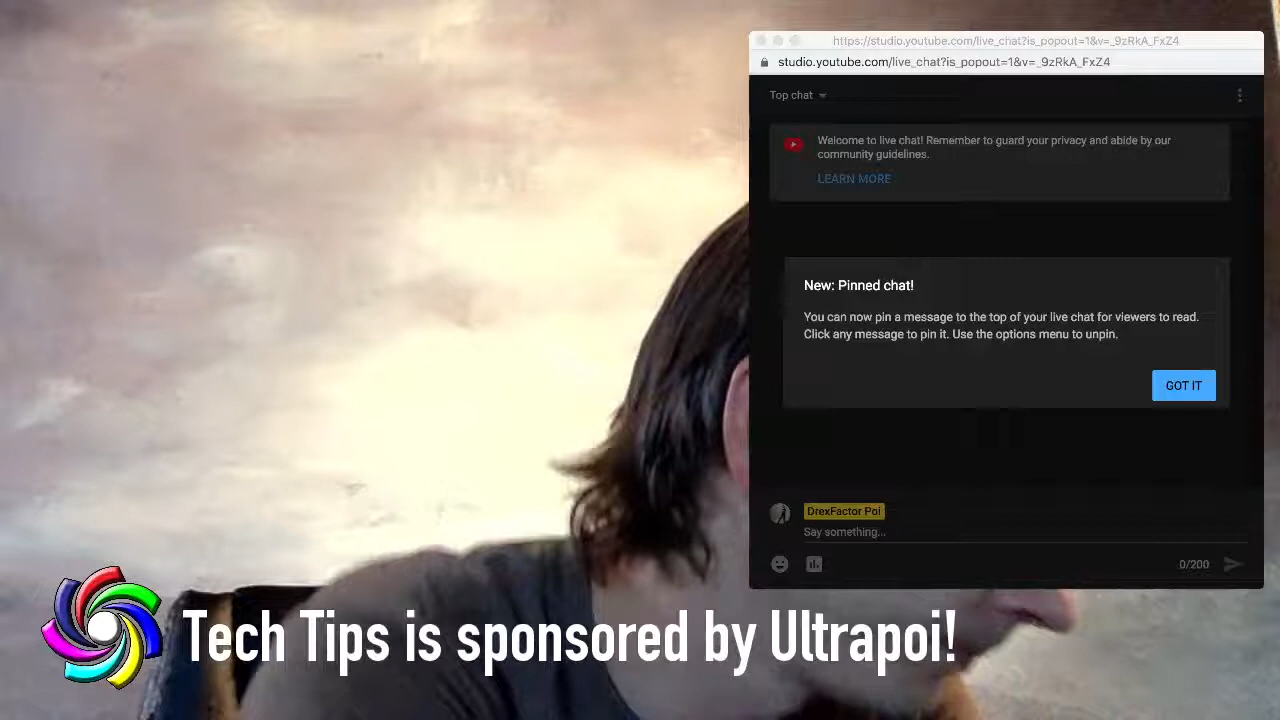 https://studio.youtube.com/live_chat?is_popout=1&v=_9zRkA_FxZ4
studio.youtube.com/live_chat?is_popout=1&v=_9zRkA_FxZ4
Top chat
Welcome to live chat! Remember to guard your privacy and abide by our
community guidelines.
LEARN MORE
New: Pinned chat!
You can now pin a message to the top of your live chat for viewers to read.
Click any message to pin it. Use the options menu to unpin.
GOT IT
DrexFactor Poi
Say something...
0/200
Tech Tips is sponsored by Ultrapoi!